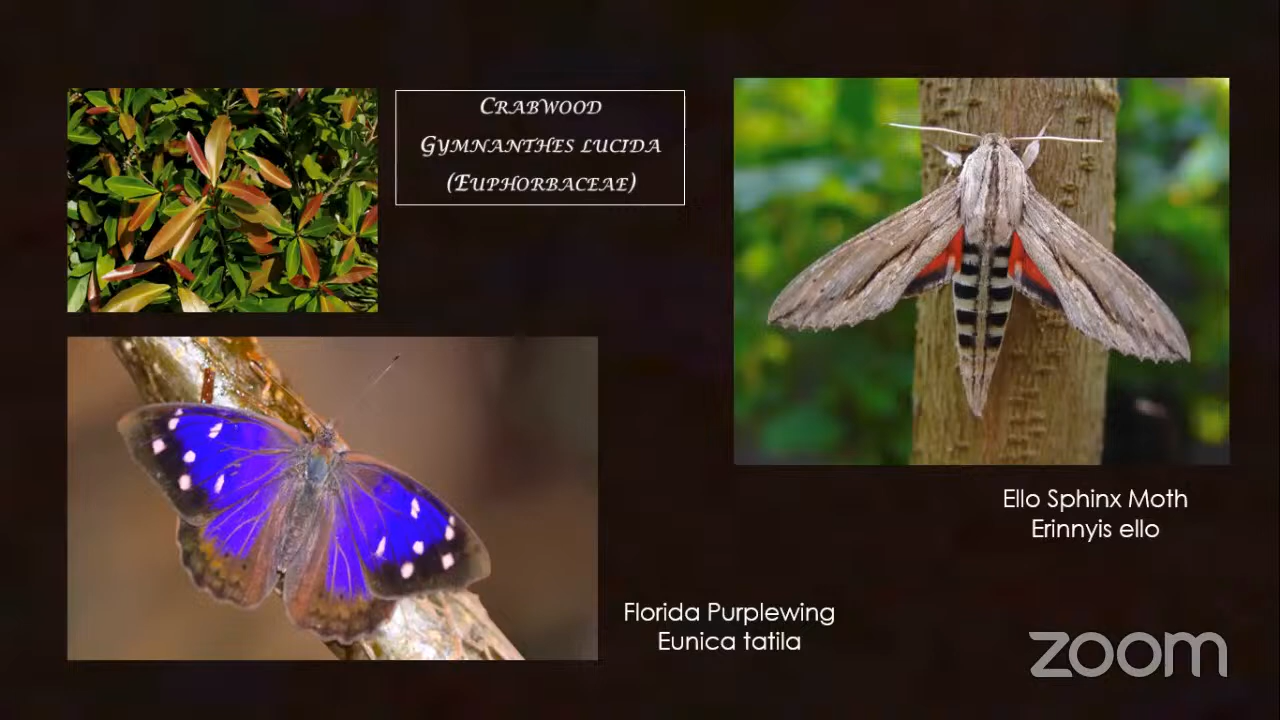 CRABWOOD
GYMNANTHES LUCIDA
(EUPHORBACEAE)
Ello Sphinx Moth
Erinnyis ello
Florida Purplewing
Eunica tatila
zoom